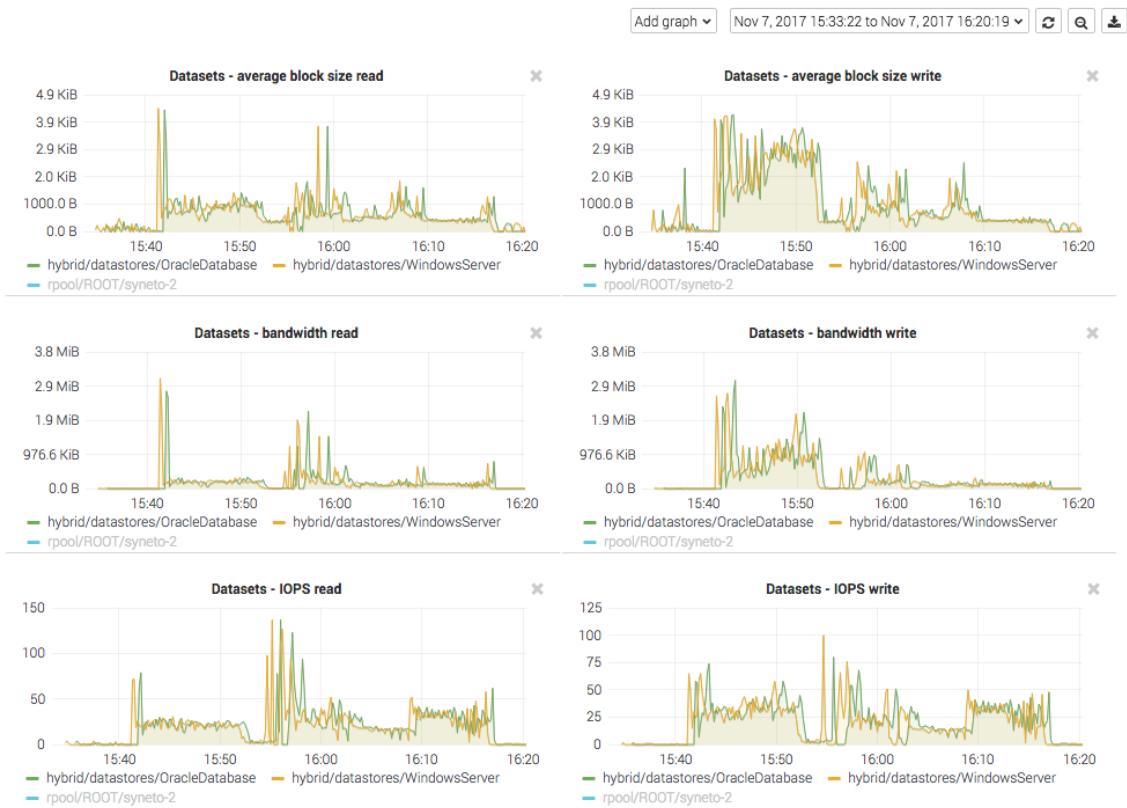 Add graph Nov 7, 2017 15:33:22 to Nov 7, 2017 16:20:19
Datasets - average block size read
4.9 KiB
3.9 KiB
2.9 KiB
2.0 KiB
1000.0 B
0.0 B
15:40 15:50 16:00 16:10 16:20
hybrid/datastores/OracleDatabase hybrid/datastores/WindowsServer
rpool/ROOT/syneto-2
Datasets - average block size write
4.9 KiB
3.9 KiB
2.9 KiB
2.0 KiB
1000.0 B
0.0 B
15:40 15:50 16:00 16:10 16:20
hybrid/datastores/OracleDatabase hybrid/datastores/WindowsServer
rpool/ROOT/syneto-2
Datasets - bandwidth read
3.8 MiB
2.9 MiB
1.9 MiB
976.6 KiB
0.0 B
15:40 15:50 16:00 16:10 16:20
hybrid/datastores/OracleDatabase hybrid/datastores/WindowsServer
rpool/ROOT/syneto-2
Datasets - bandwidth write
3.8 MiB
2.9 MiB
1.9 MiB
976.6 KiB
0.0 B
15:40 15:50 16:00 16:10 16:20
hybrid/datastores/OracleDatabase hybrid/datastores/WindowsServer
rpool/ROOT/syneto-2
Datasets - IOPS read
150
100
50
0
15:40 15:50 16:00 16:10 16:20
hybrid/datastores/OracleDatabase hybrid/datastores/WindowsServer
rpool/ROOT/syneto-2
Datasets - IOPS write
125
100
75
50
25
0
15:40 15:50 16:00 16:10 16:20
hybrid/datastores/OracleDatabase hybrid/datastores/WindowsServer
rpool/ROOT/syneto-2